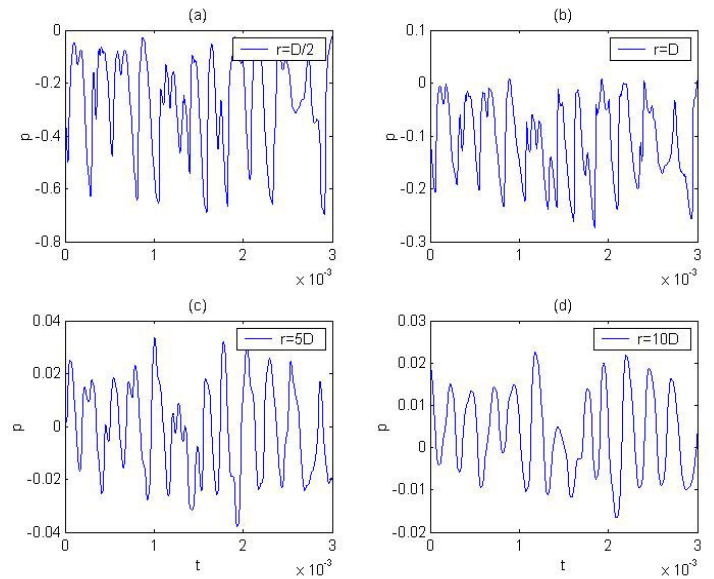 (a)
0
-0.2
-0.4
-0.6
-0.8
p
r=D/2
0 1 2 3
× 10⁻³
(b)
0.1
0
-0.1
-0.2
-0.3
p
r=D
0 1 2 3
× 10⁻³
(c)
0.04
0.02
0
-0.02
-0.04
p
r=5D
0 1 2 3
t
× 10⁻³
(d)
0.03
0.02
0.01
0
-0.01
-0.02
p
r=10D
0 1 2 3
t
× 10⁻³